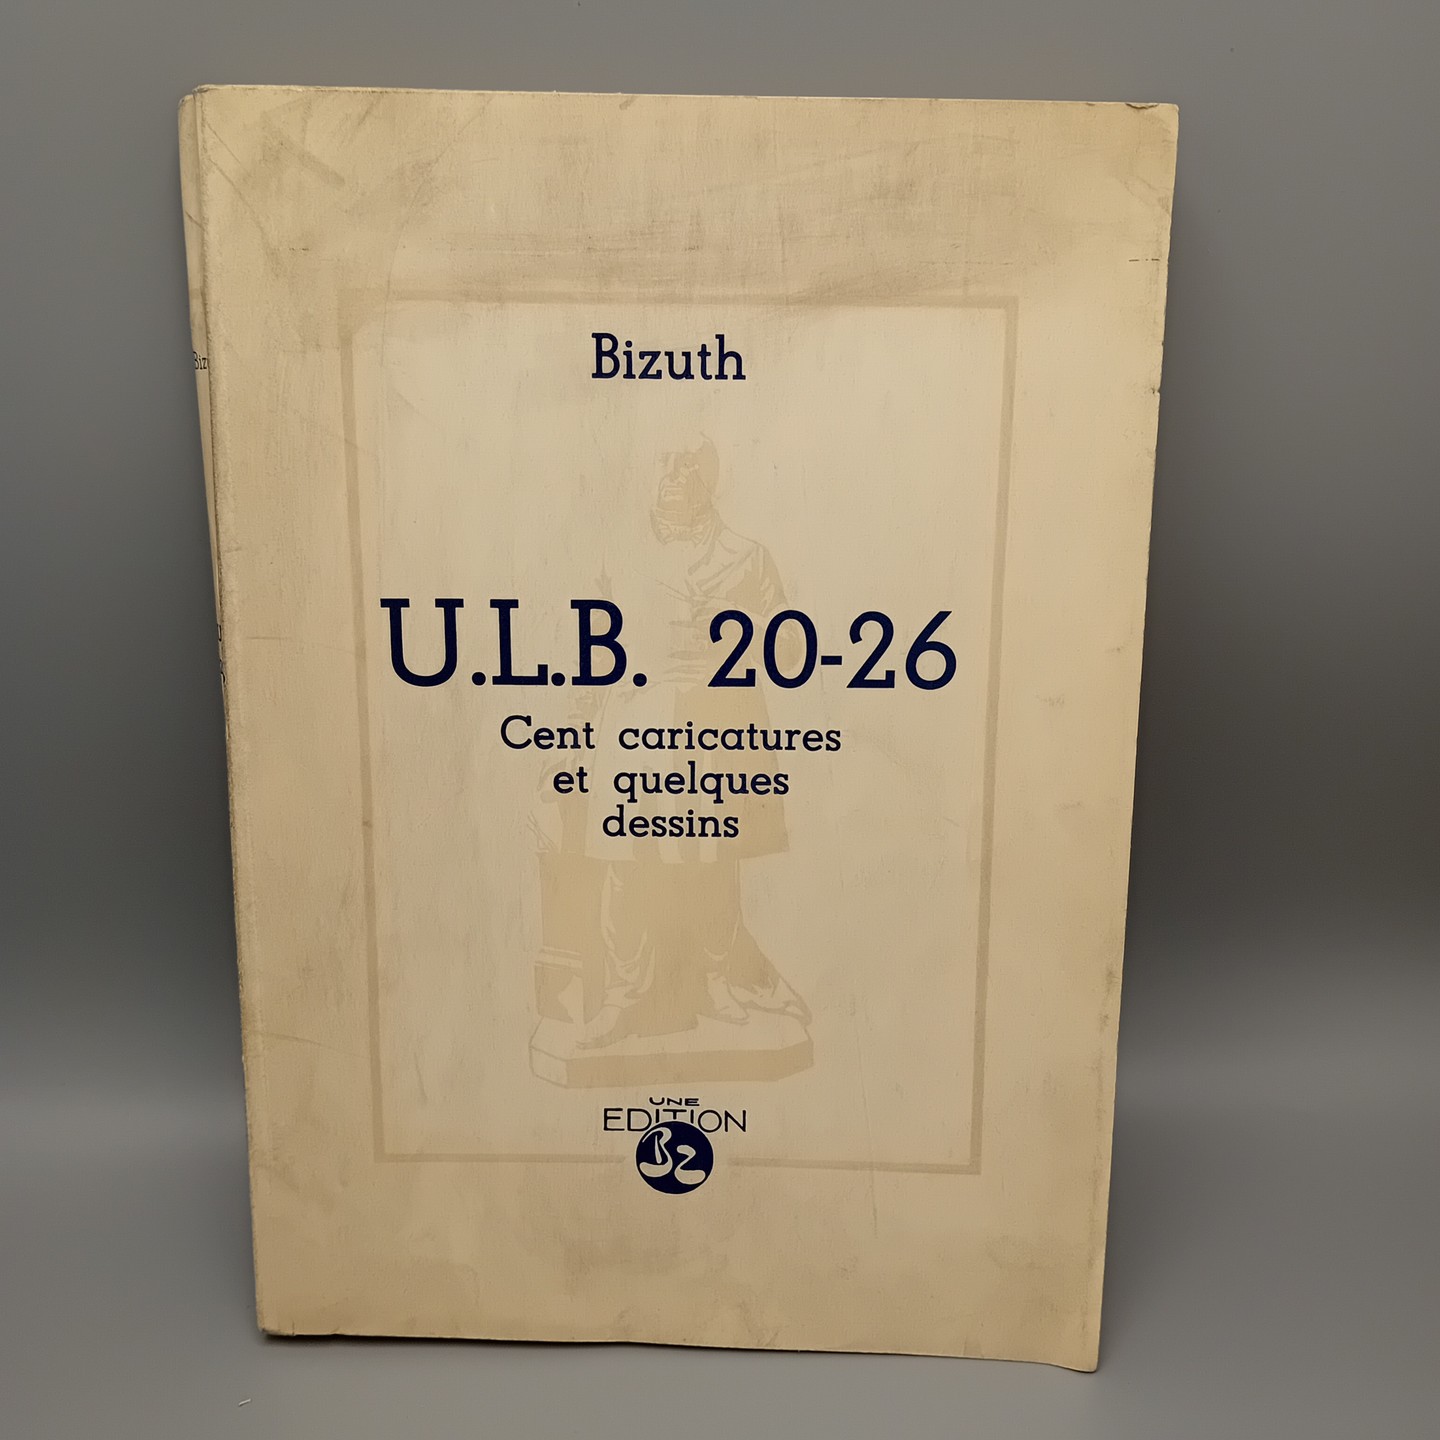 Bizuth
U.L.B. 20-26
Cent caricatures
et quelques
dessins
UNE
EDITION
BZ